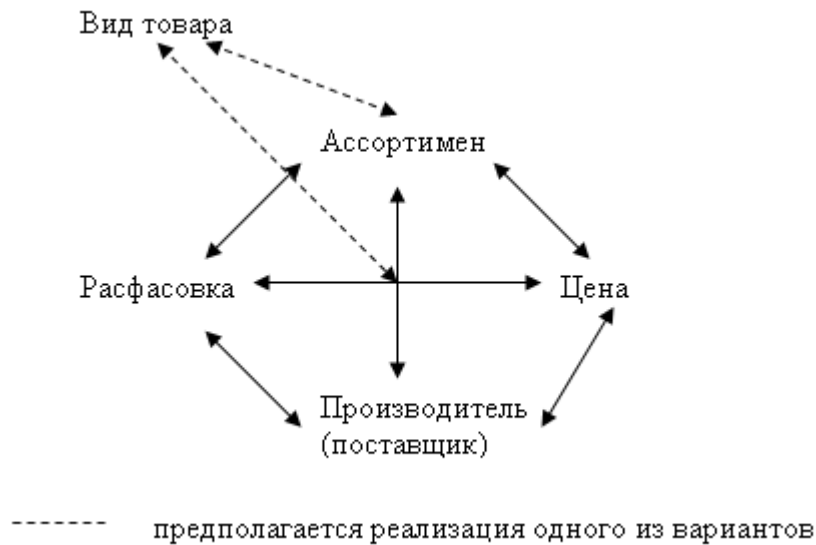 Вид товара
Ассортимен
Расфасовка
Цена
Производитель
(поставщик)
предполагается реализация одного из вариантов